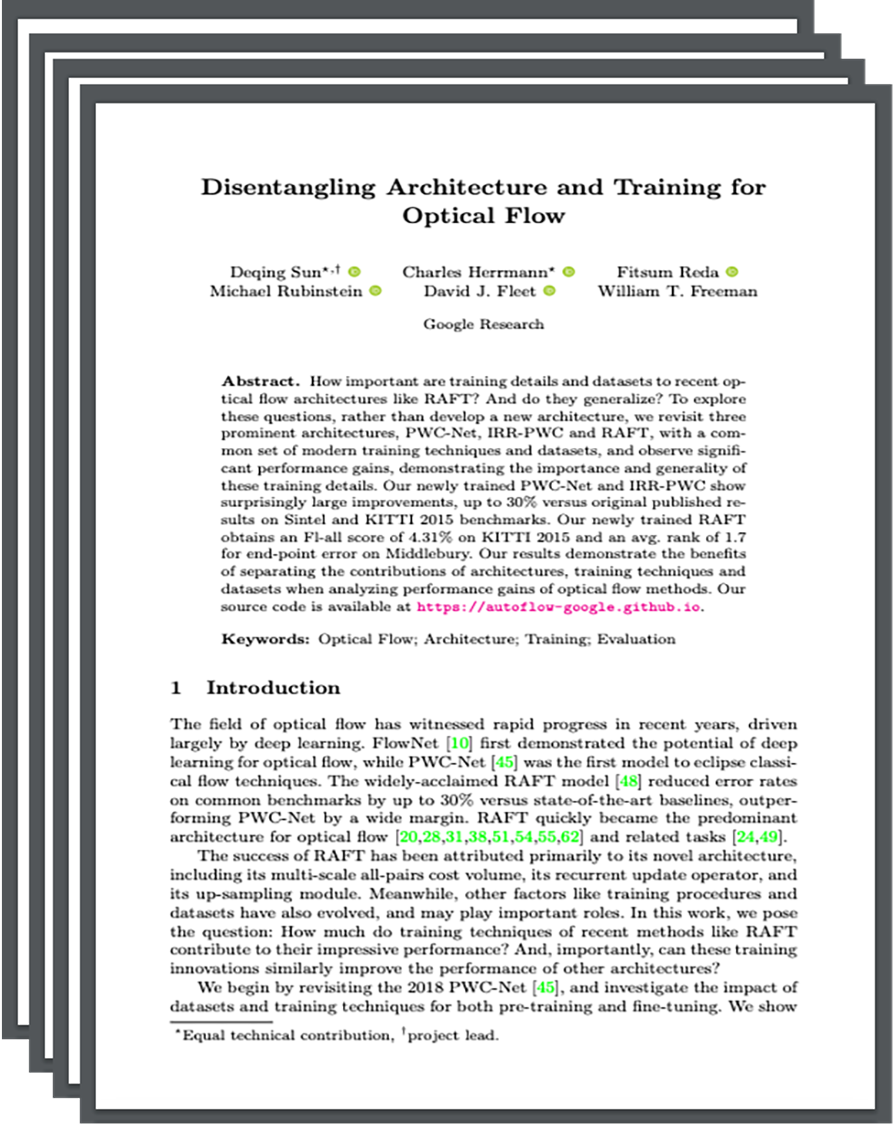 Disentangling Architecture and Training for
Optical Flow
Deqing Sun⋆,† Charles Herrmann⋆ Fitsum Reda
Michael Rubinstein David J. Fleet William T. Freeman
Google Research
Abstract. How important are training details and datasets to recent op-
tical flow architectures like RAFT? And do they generalize? To explore
these questions, rather than develop a new architecture, we revisit three
prominent architectures, PWC-Net, IRR-PWC and RAFT, with a com-
mon set of modern training techniques and datasets, and observe signifi-
cant performance gains, demonstrating the importance and generality of
these training details. Our newly trained PWC-Net and IRR-PWC show
surprisingly large improvements, up to 30% versus original published re-
sults on Sintel and KITTI 2015 benchmarks. Our newly trained RAFT
obtains an Fl-all score of 4.31% on KITTI 2015 and an avg. rank of 1.7
for end-point error on Middlebury. Our results demonstrate the benefits
of separating the contributions of architectures, training techniques and
datasets when analyzing performance gains of optical flow methods. Our
source code is available at https://autoflow-google.github.io.
Keywords: Optical Flow; Architecture; Training; Evaluation
1 Introduction
The field of optical flow has witnessed rapid progress in recent years, driven
largely by deep learning. FlowNet [10] first demonstrated the potential of deep
learning for optical flow, while PWC-Net [45] was the first model to eclipse classi-
cal flow techniques. The widely-acclaimed RAFT model [48] reduced error rates
on common benchmarks by up to 30% versus state-of-the-art baselines, outper-
forming PWC-Net by a wide margin. RAFT quickly became the predominant
architecture for optical flow [20,28,31,38,51,54,55,62] and related tasks [24,49].
The success of RAFT has been attributed primarily to its novel architecture,
including its multi-scale all-pairs cost volume, its recurrent update operator, and
its up-sampling module. Meanwhile, other factors like training procedures and
datasets have also evolved, and may play important roles. In this work, we pose
the question: How much do training techniques of recent methods like RAFT
contribute to their impressive performance? And, importantly, can these training
innovations similarly improve the performance of other architectures?
We begin by revisiting the 2018 PWC-Net [45], and investigate the impact of
datasets and training techniques for both pre-training and fine-tuning. We show
⋆Equal technical contribution, †project lead.